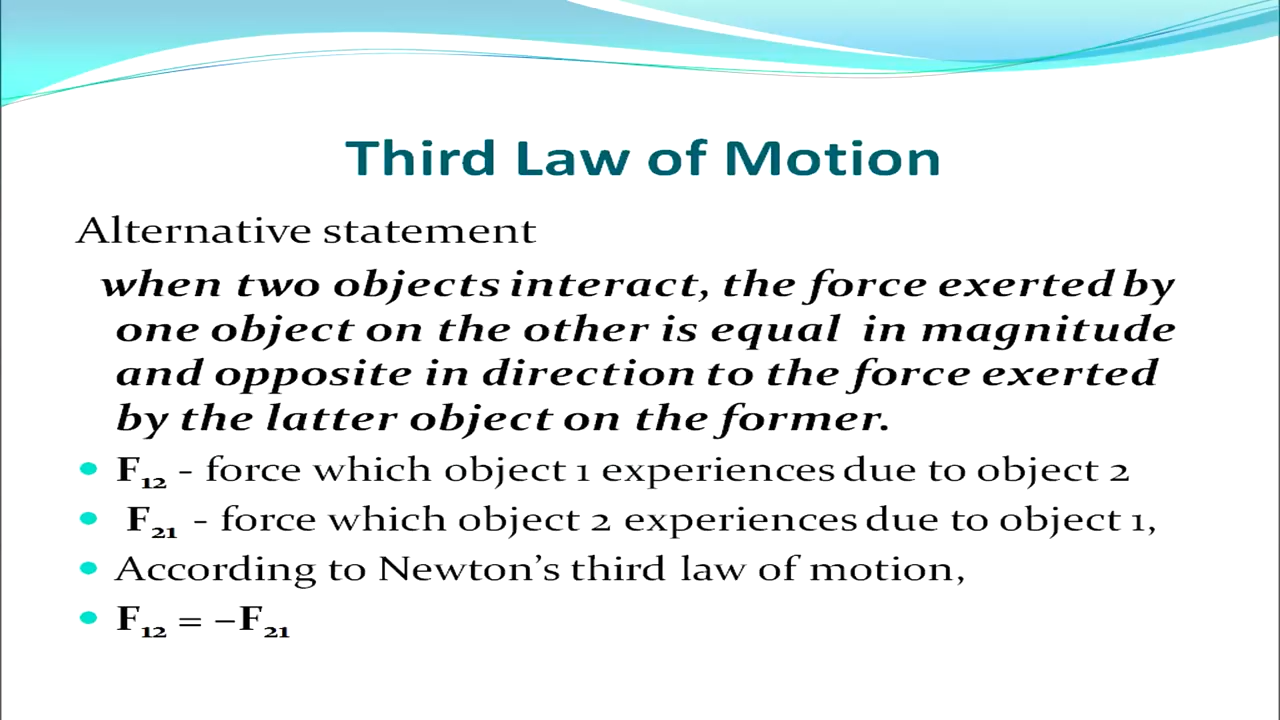 Third Law of Motion
Alternative statement
when two objects interact, the force exerted by
one object on the other is equal in magnitude
and opposite in direction to the force exerted
by the latter object on the former.
F₁₂ - force which object 1 experiences due to object 2
F₂₁ - force which object 2 experiences due to object 1,
According to Newton’s third law of motion,
F₁₂ = –F₂₁